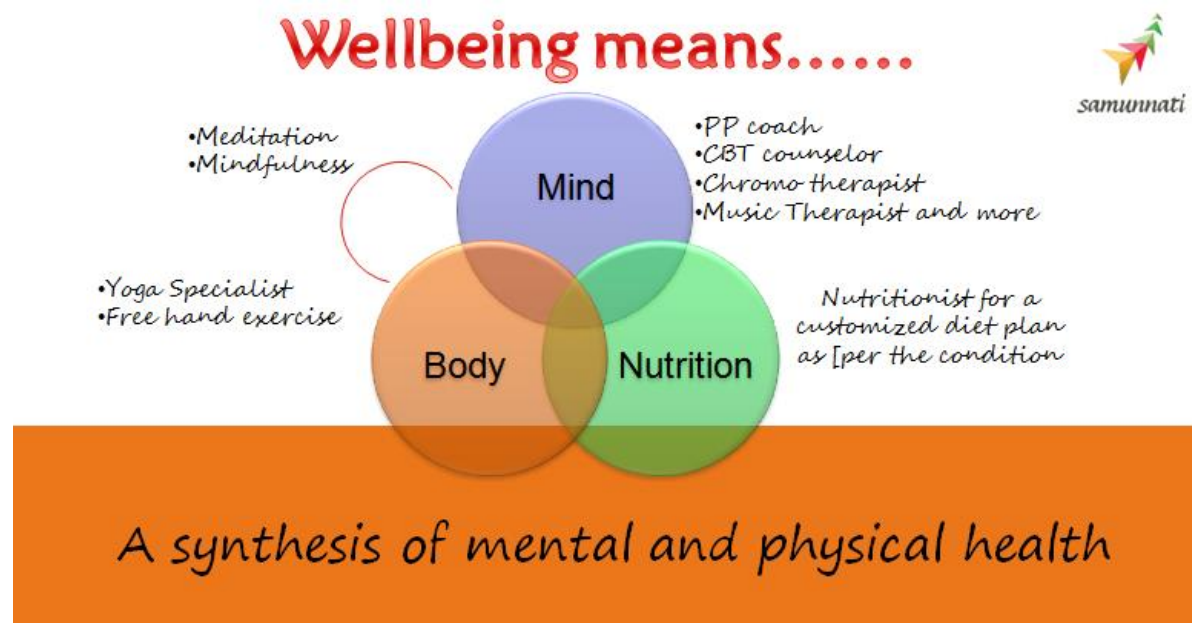 Wellbeing means......
samunnati
•Meditation
•Mindfulness
Mind
•PP coach
•CBT counselor
•Chromo therapist
•Music Therapist and more
•Yoga Specialist
•Free hand exercise
Body
Nutrition
Nutritionist for a
customized diet plan
as [per the condition
A synthesis of mental and physical health